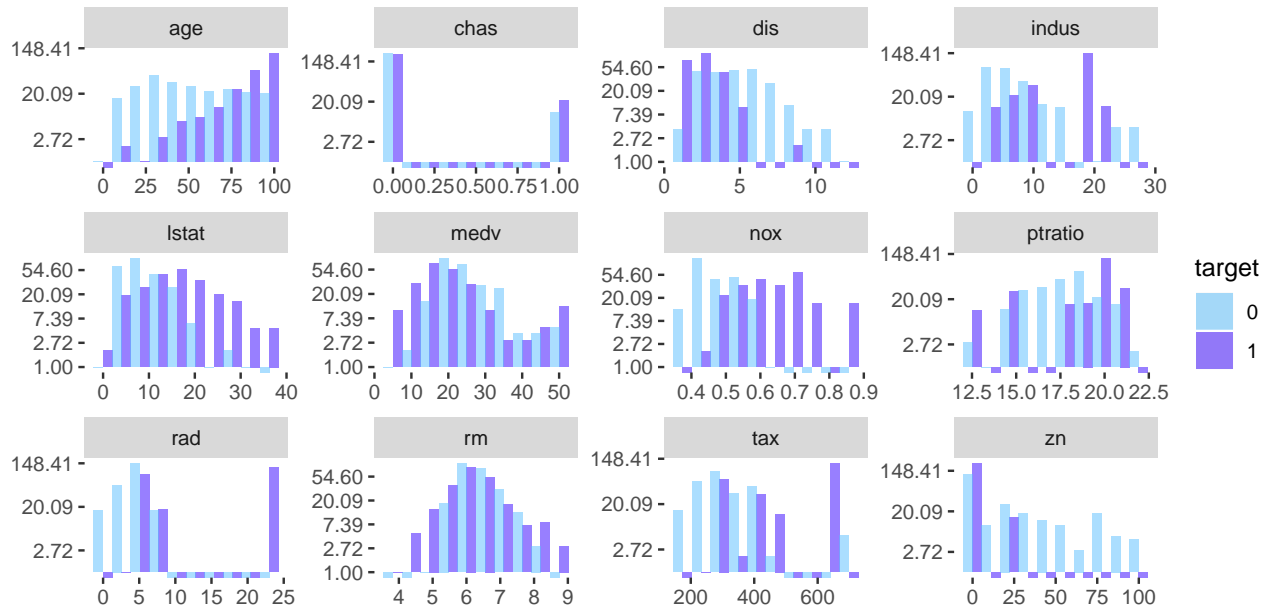 age chas dis indus
148.41 20.09 2.72
0 25 50 75 100
148.41 20.09 2.72
0.00 0.25 0.50 0.75 1.00
54.60 20.09 7.39 2.72 1.00
0 5 10
148.41 20.09 2.72
0 10 20 30
lstat medv nox ptratio
54.60 20.09 7.39 2.72 1.00
0 10 20 30 40
54.60 20.09 7.39 2.72 1.00
0 10 20 30 40 50
54.60 20.09 7.39 2.72 1.00
0.4 0.5 0.6 0.7 0.8 0.9
148.41 20.09 2.72
12.5 15.0 17.5 20.0 22.5
target
0
1
rad rm tax zn
148.41 20.09 2.72
0 5 10 15 20 25
54.60 20.09 7.39 2.72 1.00
4 5 6 7 8 9
148.41 20.09 2.72
200 400 600
148.41 20.09 2.72
0 25 50 75 100